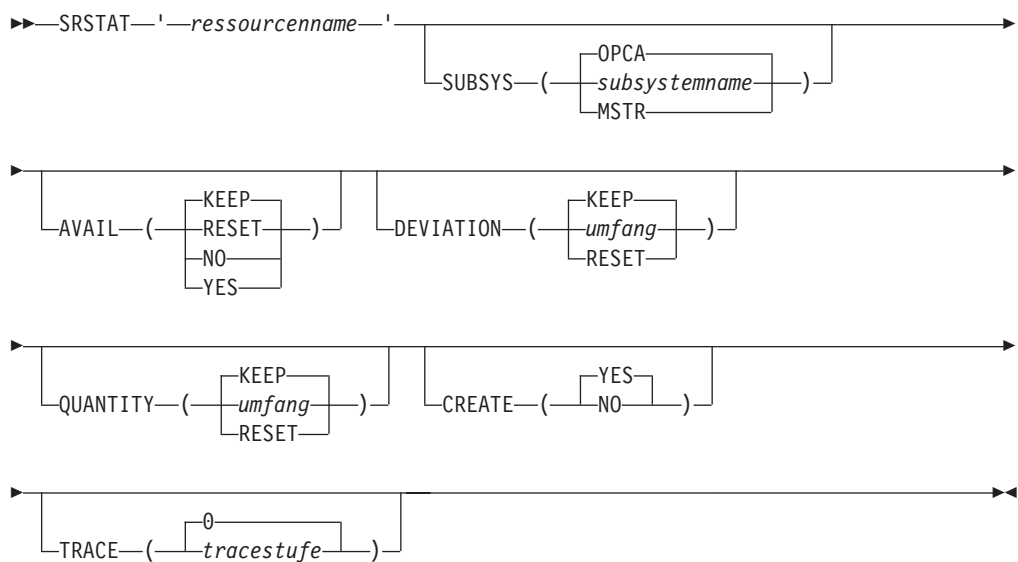 SRSTAT ' ressourcenname '
SUBSYS ( OPCA )
subsystemname
MSTR
AVAIL ( KEEP )
RESET
NO
YES
DEVIATION ( KEEP )
umfang
RESET
QUANTITY ( KEEP )
umfang
RESET
CREATE ( YES )
NO
TRACE ( 0 )
tracestufe